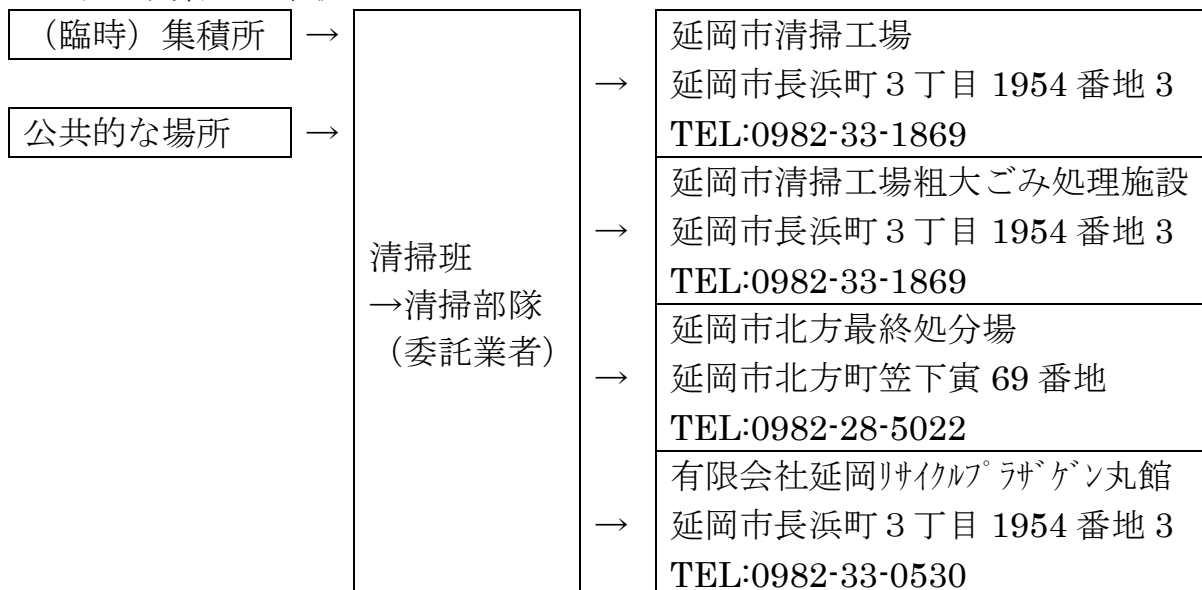 （臨時）集積所 →
公共的な場所 →
清掃班
→清掃部隊
（委託業者）
→
延岡市清掃工場
延岡市長浜町３丁目 1954 番地 3
TEL:0982-33-1869
→
延岡市清掃工場粗大ごみ処理施設
延岡市長浜町３丁目 1954 番地 3
TEL:0982-33-1869
→
延岡市北方最終処分場
延岡市北方町笠下寅 69 番地
TEL:0982-28-5022
→
有限会社延岡ﾘｻｲｸﾙﾌﾟﾗｻﾞｹﾞﾝ丸館
延岡市長浜町３丁目 1954 番地 3
TEL:0982-33-0530